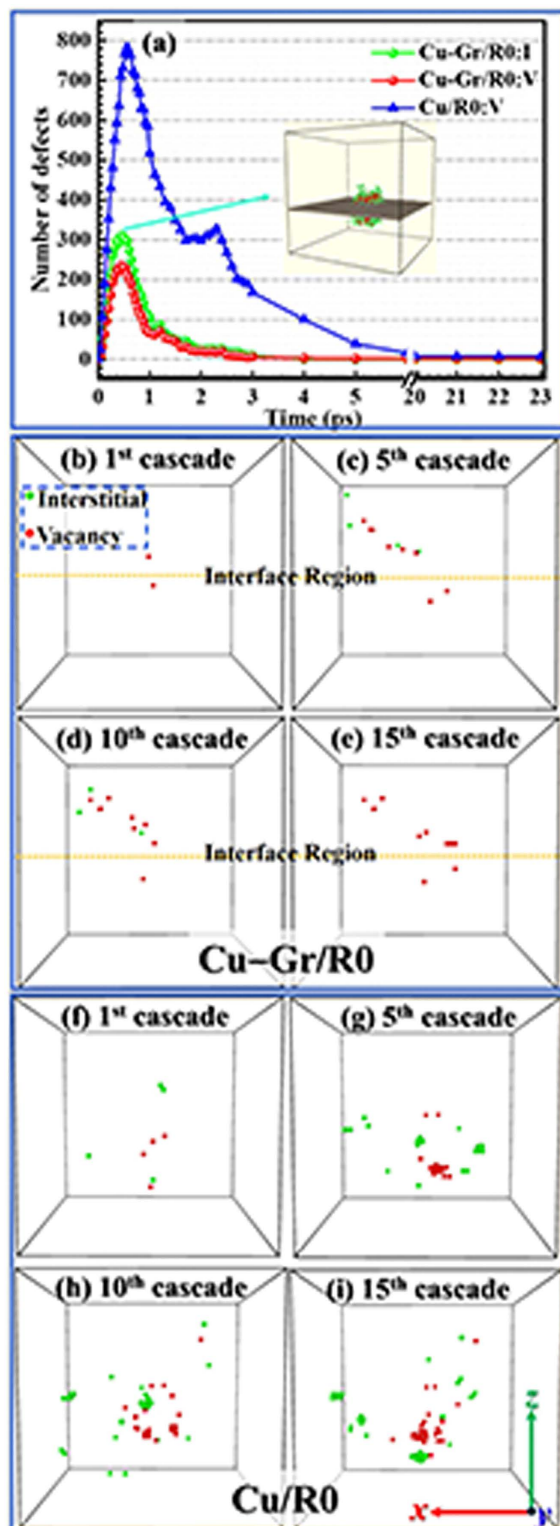 (a)
Cu-Gr/R0:I
Cu-Gr/R0:V
Cu/R0:V
Number of defects
800
700
600
500
400
300
200
100
0
0 1 2 3 4 5 20 21 22 23
Time (ps)
(b) 1st cascade
(c) 5th cascade
Interstitial
Vacancy
Interface Region
(d) 10th cascade
(e) 15th cascade
Interface Region
Cu–Gr/R0
(f) 1st cascade
(g) 5th cascade
(h) 10th cascade
(i) 15th cascade
Cu/R0
z
x
y